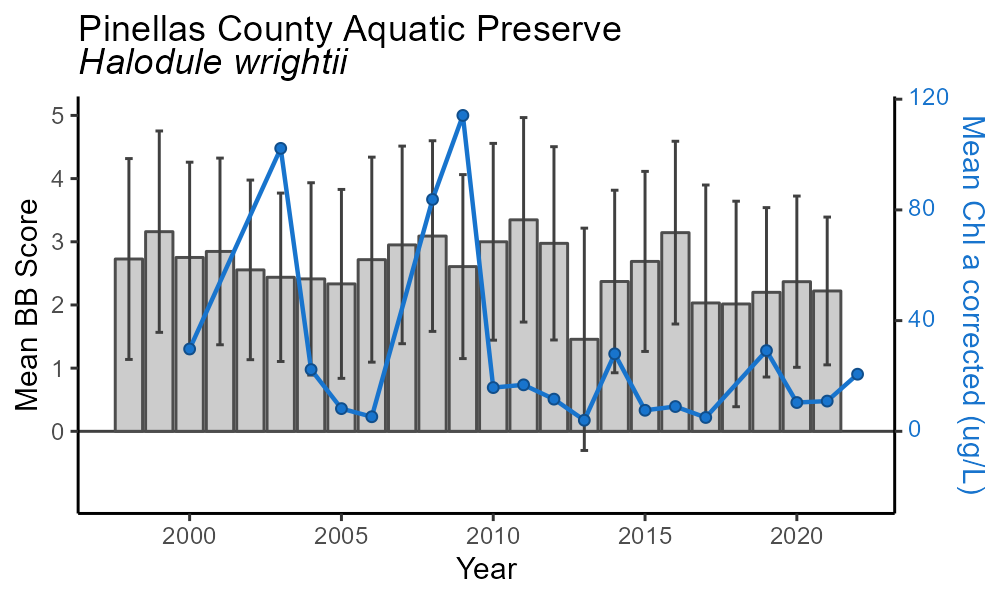 Pinellas County Aquatic Preserve
Halodule wrightii
Mean BB Score
5
4
3
2
1
0
120
80
40
0
Mean Chl a corrected (ug/L)
2000 2005 2010 2015 2020
Year